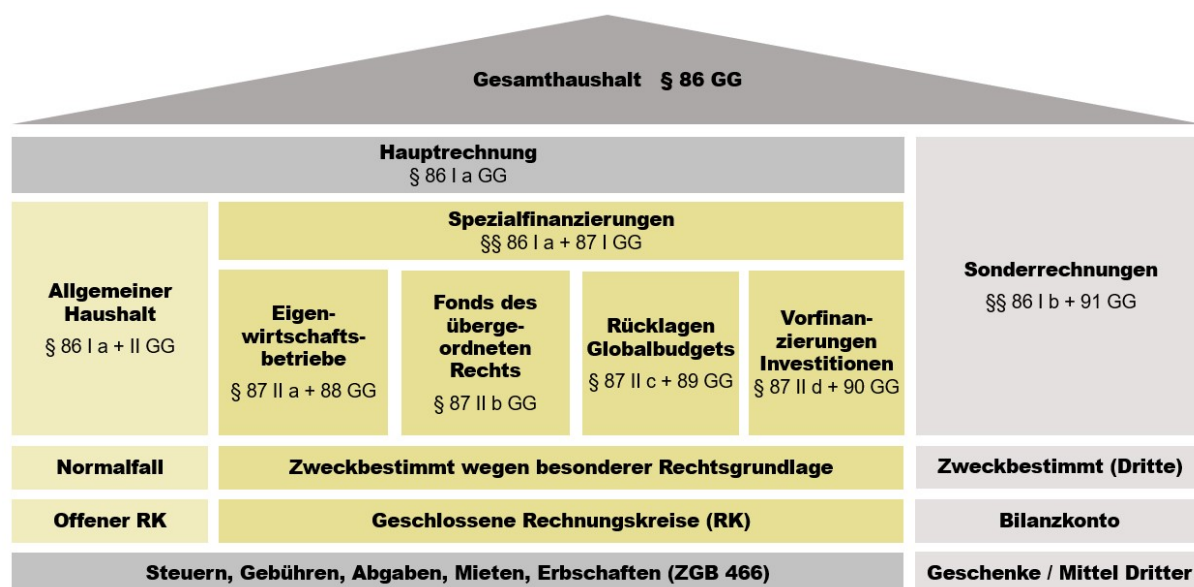 Gesamthaushalt § 86 GG
Hauptrechnung
§ 86 I a GG
Allgemeiner
Haushalt
§ 86 I a + II GG
Spezialfinanzierungen
§§ 86 I a + 87 I GG
Eigen-
wirtschafts-
betriebe
§ 87 II a + 88 GG
Fonds des
überge-
ordneten
Rechts
§ 87 II b GG
Rücklagen
Globalbudgets
§ 87 II c + 89 GG
Vorfinan-
zierungen
Investitionen
§ 87 II d + 90 GG
Sonderrechnungen
§§ 86 I b + 91 GG
Normalfall
Zweckbestimmt wegen besonderer Rechtsgrundlage
Zweckbestimmt (Dritte)
Offener RK
Geschlossene Rechnungskreise (RK)
Bilanzkonto
Steuern, Gebühren, Abgaben, Mieten, Erbschaften (ZGB 466)
Geschenke / Mittel Dritter